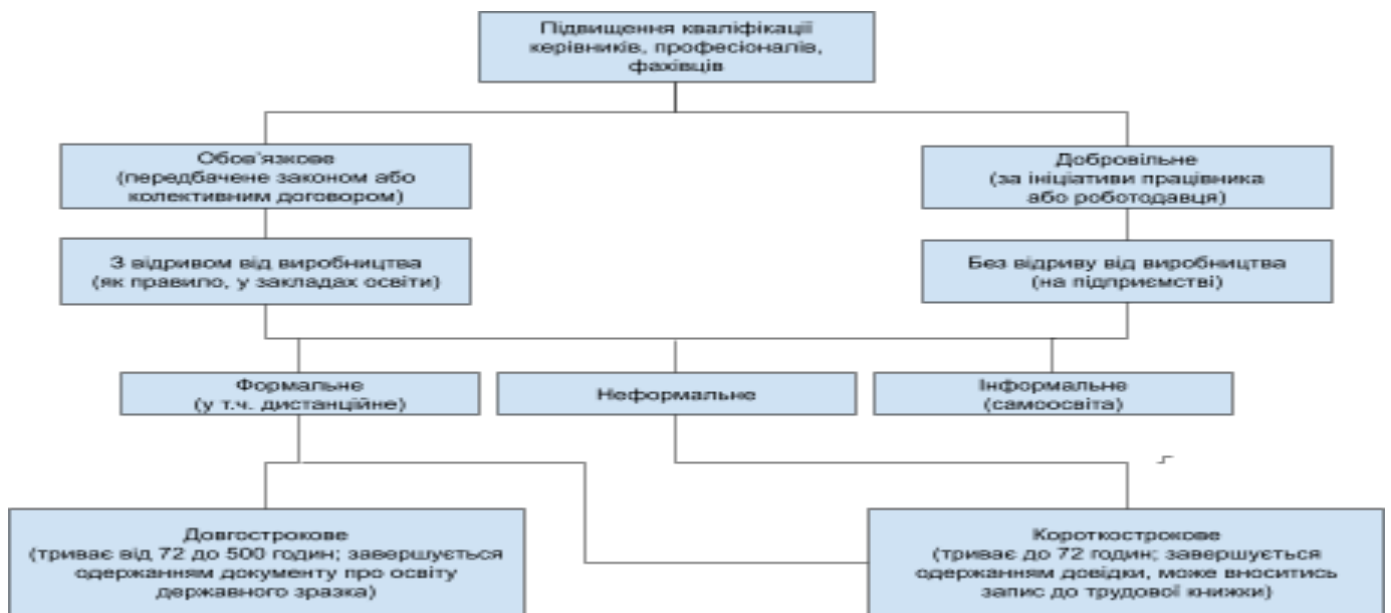 Підвищення кваліфікації
керівників, професіоналів,
фахівців
Обов'язкове
(передбачене законом або
колективним договором)
Добровільне
(за ініціативи працівника
або роботодавця)
З відривом від виробництва
(як правило, у закладах освіти)
Без відриву від виробництва
(на підприємстві)
Формальне
(у т.ч. дистанційне)
Неформальне
Інформальне
(самоосвіта)
Довгострокове
(триває від 72 до 500 годин; завершується
одержанням документу про освіту
державного зразка)
Короткострокове
(триває до 72 годин; завершується
одержанням довідки, може вноситись
запис до трудової книжки)